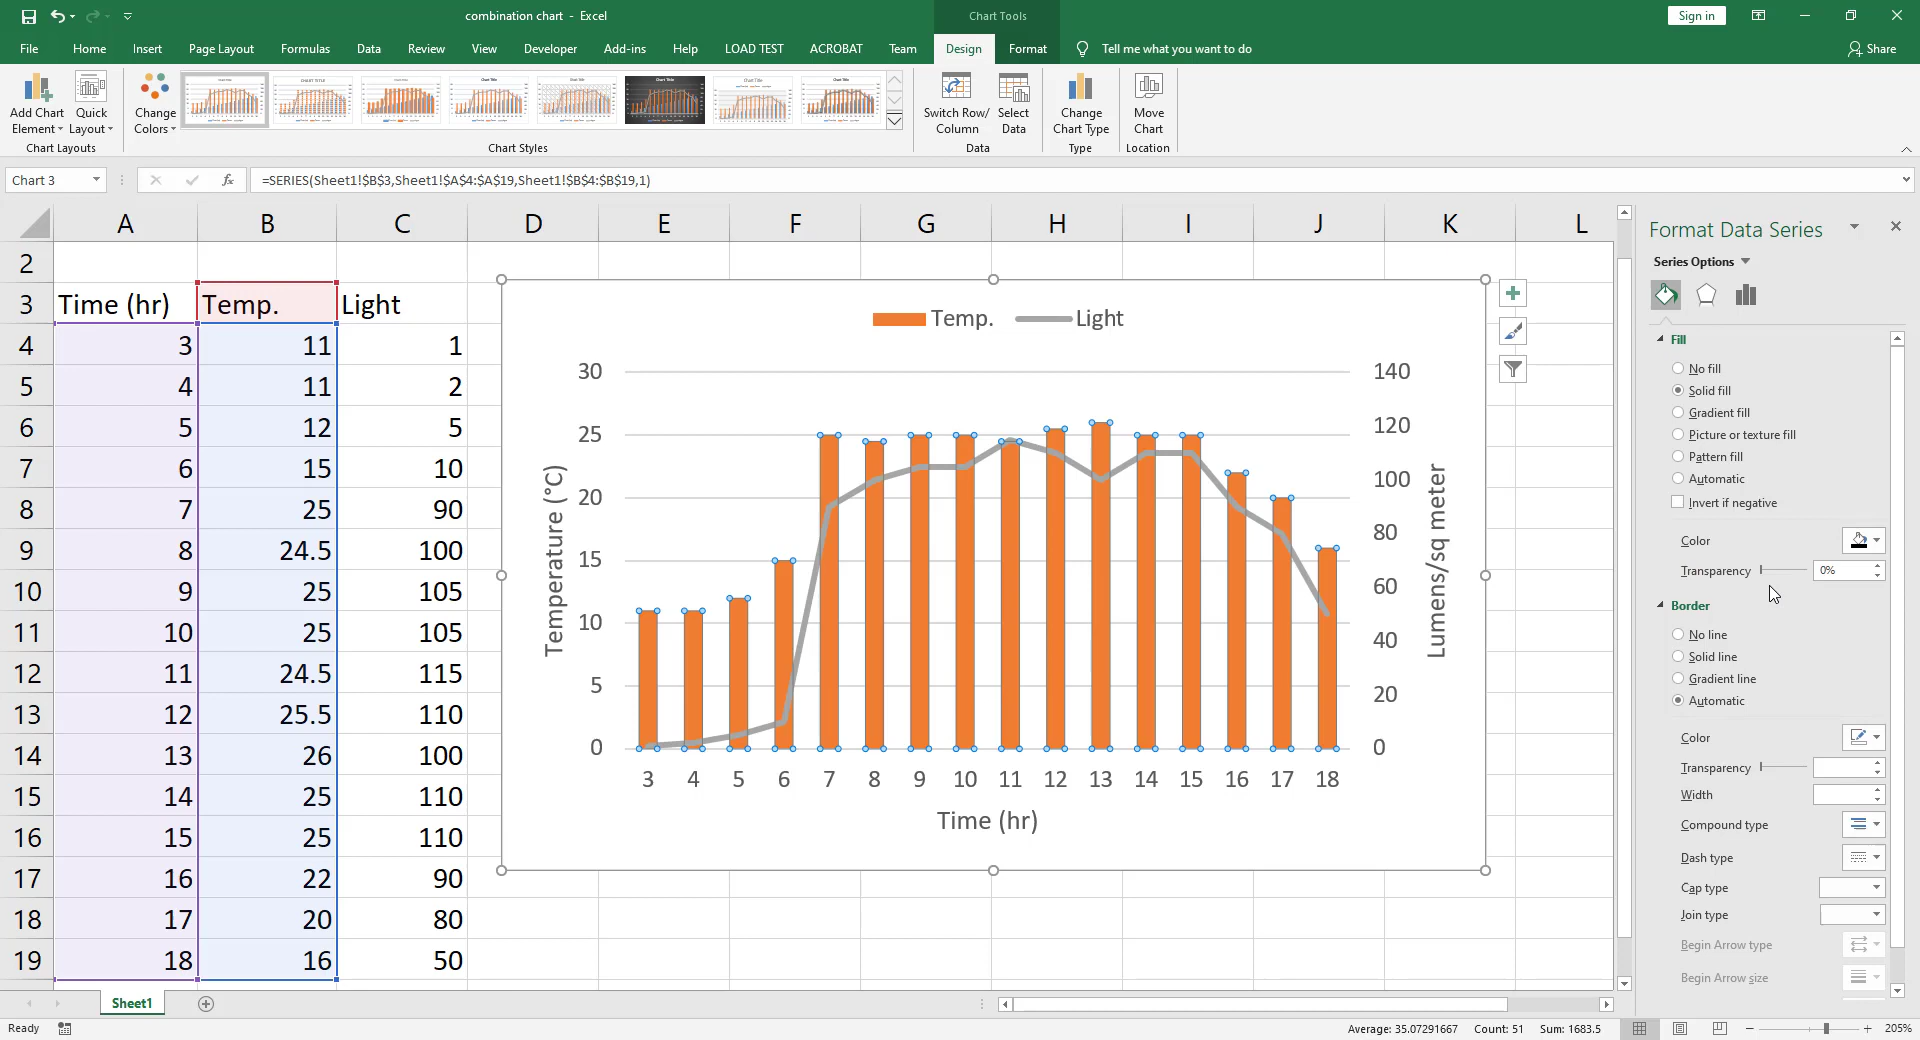 combination chart - Excel
Chart Tools
Sign in
File Home Insert Page Layout Formulas Data Review View Developer Add-ins Help LOAD TEST ACROBAT Team Design Format Tell me what you want to do Share
Add Chart Element
Quick Layout
Change Colors
Switch Row/ Column
Select Data
Change Chart Type
Move Chart
Chart Layouts Chart Styles Data Type Location
Chart 3 fx =SERIES(Sheet1!$B$3,Sheet1!$A$4:$A$19,Sheet1!$B$4:$B$19,1)
A B C D E F G H I J K L
2
3 Time (hr) Temp. Light
4 3 11 1
5 4 11 2
6 5 12 5
7 6 15 10
8 7 25 90
9 8 24.5 100
10 9 25 105
11 10 25 105
12 11 24.5 115
13 12 25.5 110
14 13 26 100
15 14 25 110
16 15 25 110
17 16 22 90
18 17 20 80
19 18 16 50
Temp. Light
30 140
25 120
20 100
15 80
10 60
5 40
0 20
0
Temperature (°C)
Lumens/sq meter
3 4 5 6 7 8 9 10 11 12 13 14 15 16 17 18
Time (hr)
Format Data Series
Series Options
Fill
No fill
Solid fill
Gradient fill
Picture or texture fill
Pattern fill
Automatic
Invert if negative
Color
Transparency 0%
Border
No line
Solid line
Gradient line
Automatic
Color
Transparency
Width
Compound type
Dash type
Cap type
Join type
Begin Arrow type
Begin Arrow size
Sheet1
Ready Average: 35.07291667 Count: 51 Sum: 1683.5 205%